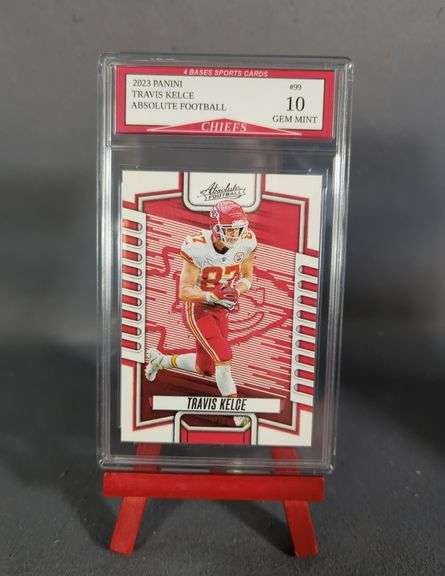 4 BASES SPORTS CARDS
2023 PANINI
TRAVIS KELCE
ABSOLUTE FOOTBALL
#99
10
GEM MINT
CHIEFS
Absolute
FOOTBALL
87
TRAVIS KELCE